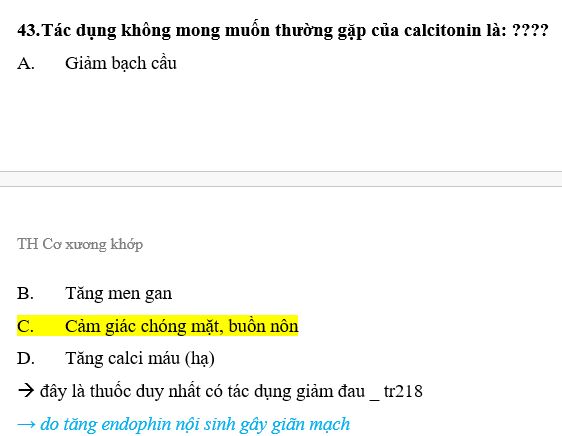 43.Tác dụng không mong muốn thường gặp của calcitonin là: ????
A. Giảm bạch cầu
TH Cơ xương khớp
B. Tăng men gan
C. Cảm giác chóng mặt, buồn nôn
D. Tăng calci máu (hạ)
→ đây là thuốc duy nhất có tác dụng giảm đau _ tr218
→ do tăng endophin nội sinh gây giãn mạch